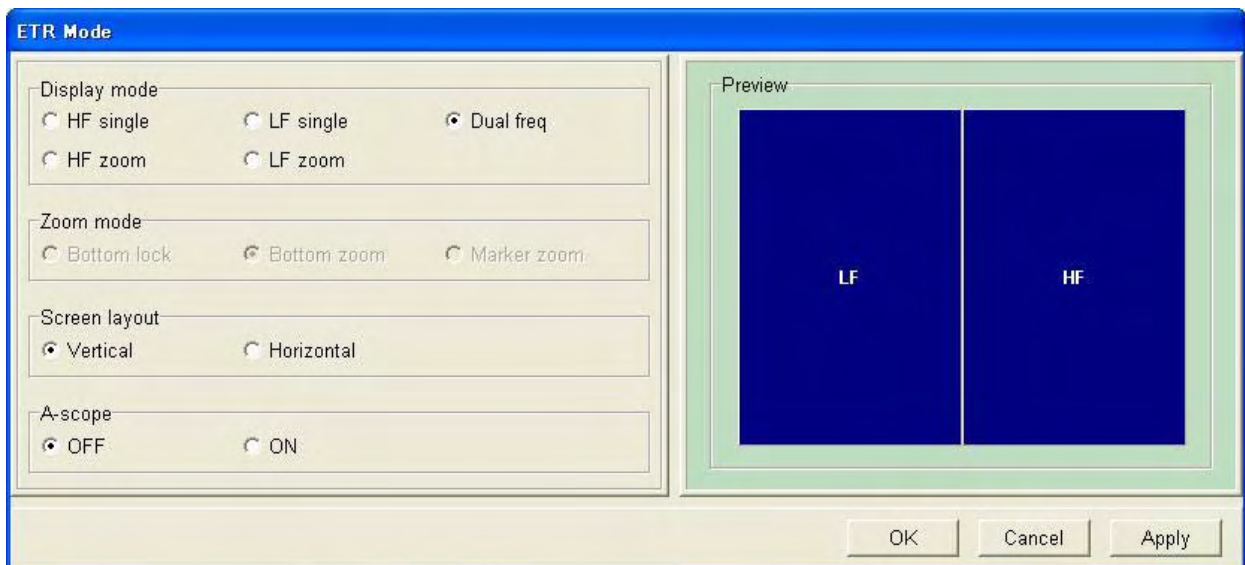 ETR Mode
Display mode
HF single LF single Dual freq
HF zoom LF zoom
Zoom mode
Bottom lock Bottom zoom Marker zoom
Screen layout
Vertical Horizontal
A-scope
OFF ON
Preview
LF HF
OK Cancel Apply